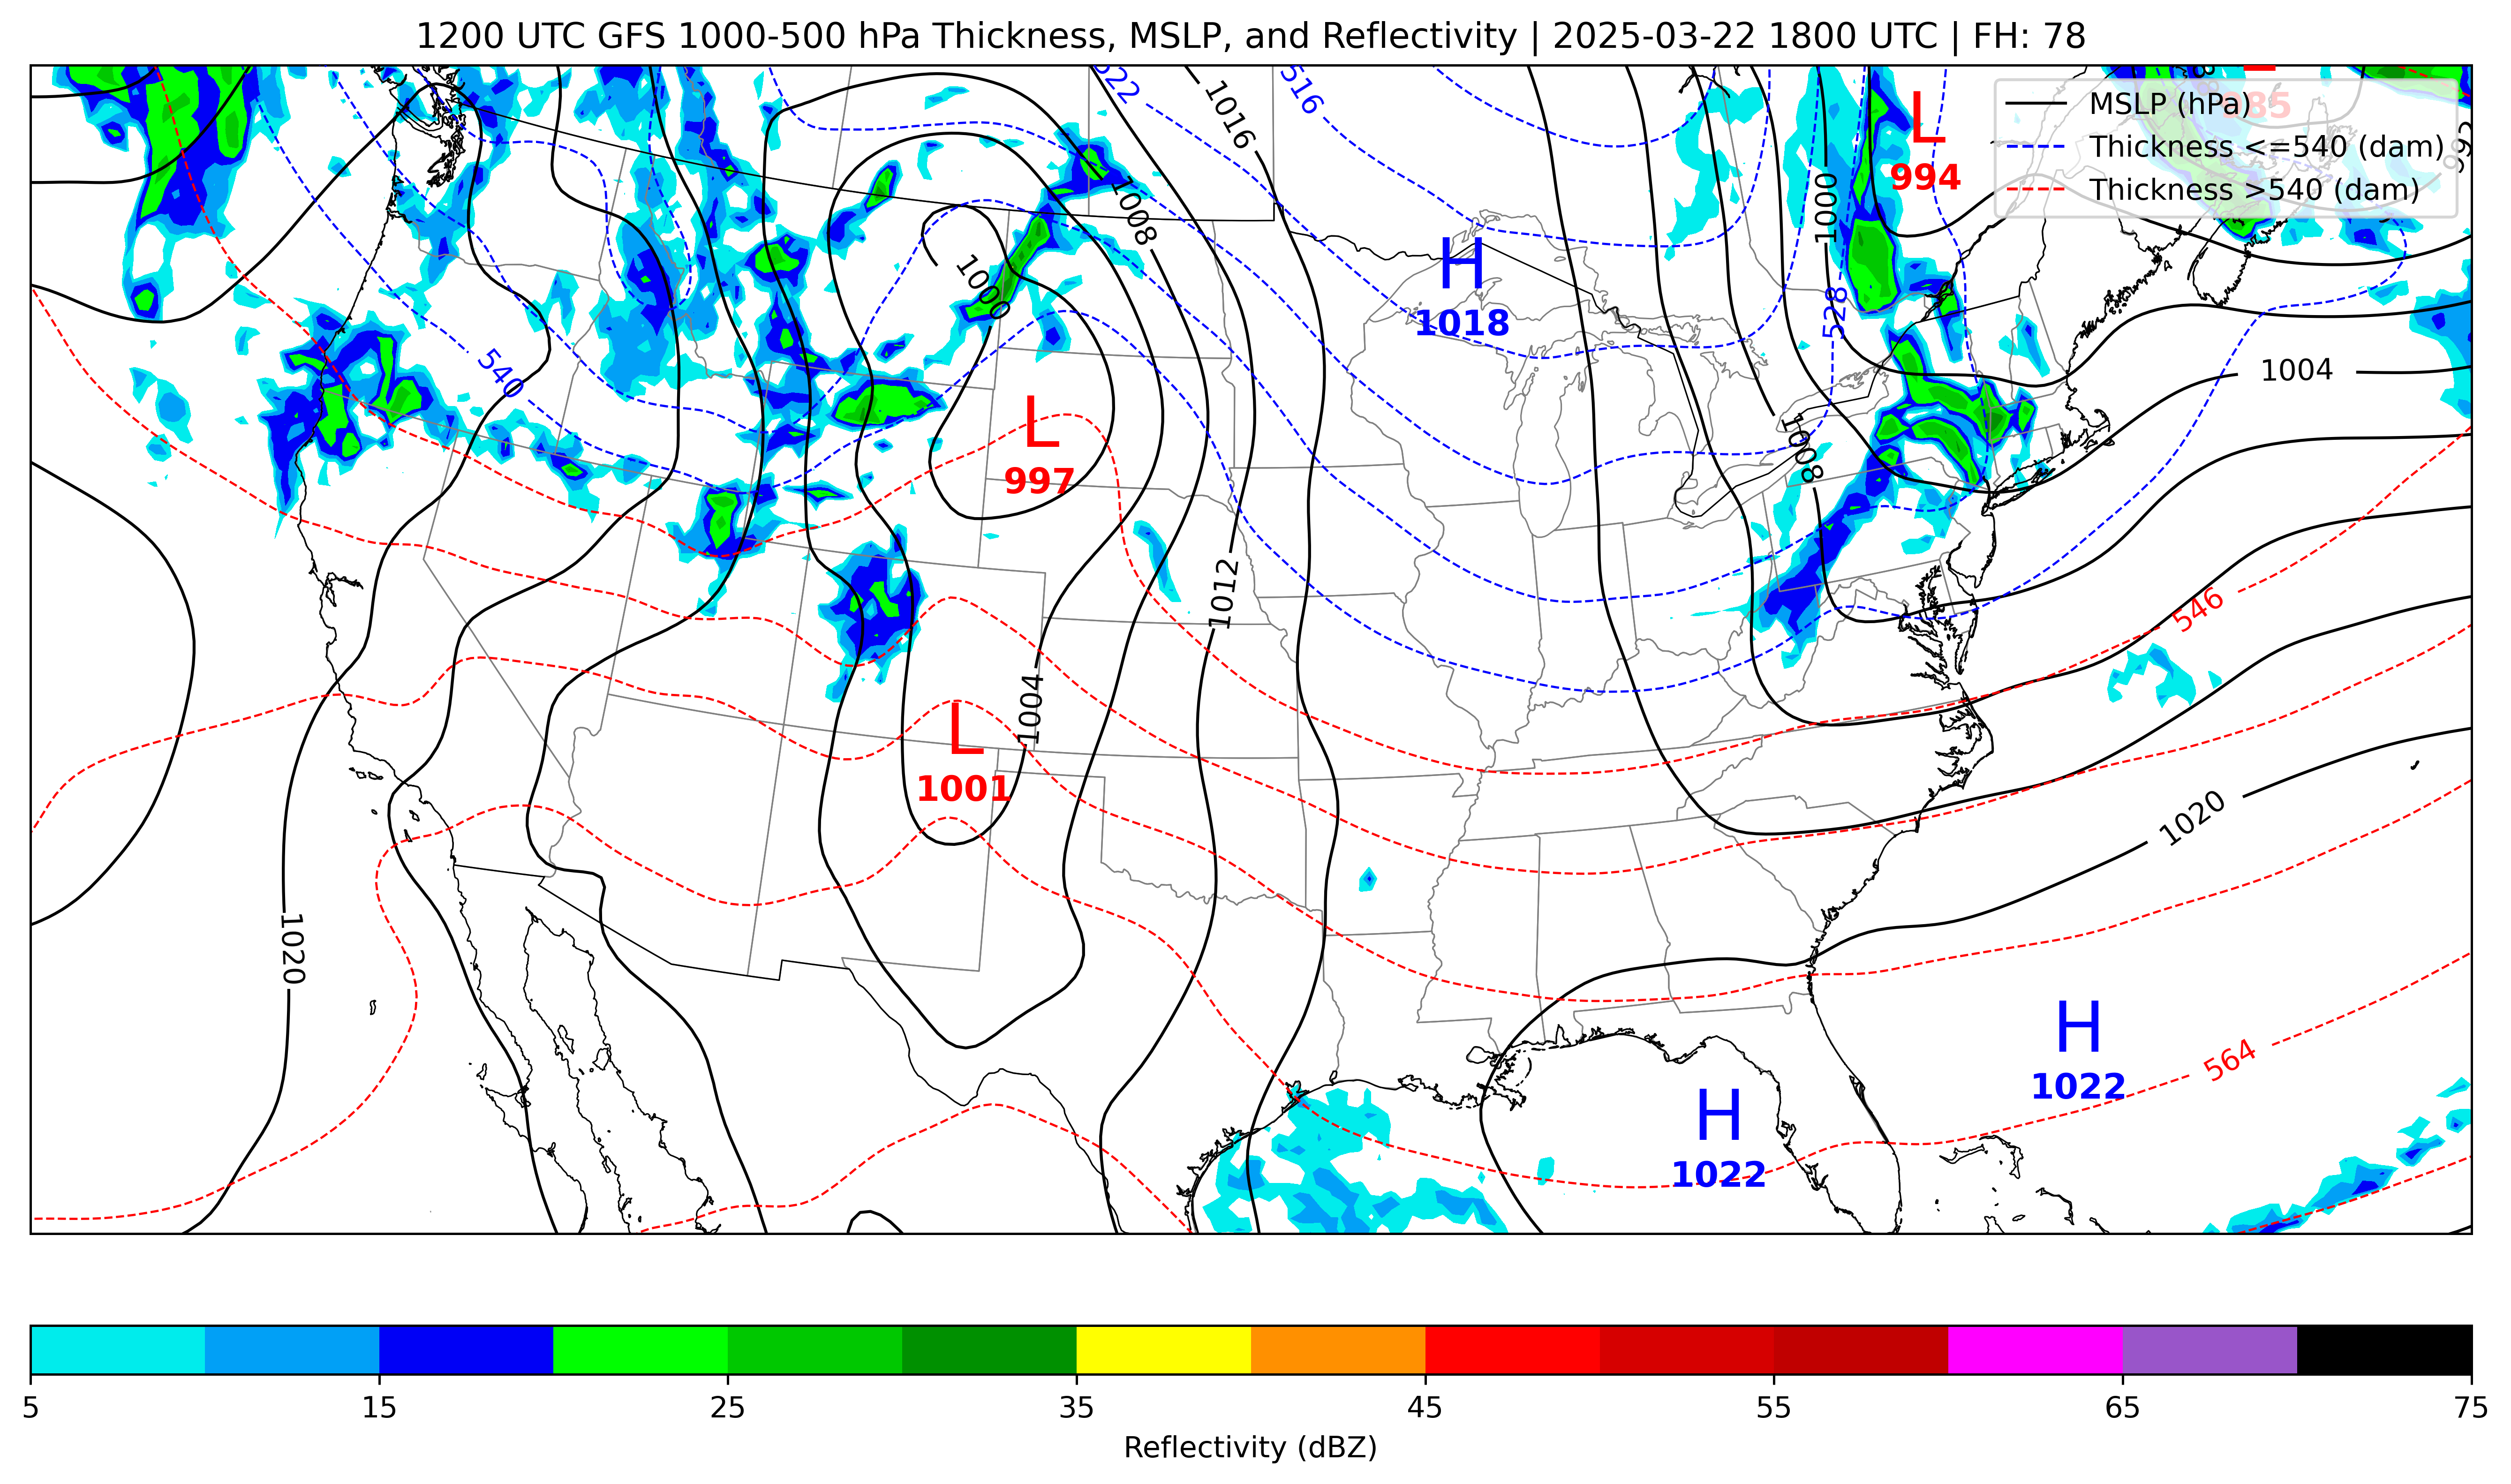 1200 UTC GFS 1000-500 hPa Thickness, MSLP, and Reflectivity | 2025-03-22 1800 UTC | FH: 78
MSLP (hPa)
Thickness <=540 (dam)
Thickness >540 (dam)
522
1016
516
L
985
L
994
1000
1008
H
1018
1000
528
540
1004
L
997
1008
1012
546
1004
L
1001
1020
1020
H
1022
564
H
1022
5 15 25 35 45 55 65 75
Reflectivity (dBZ)